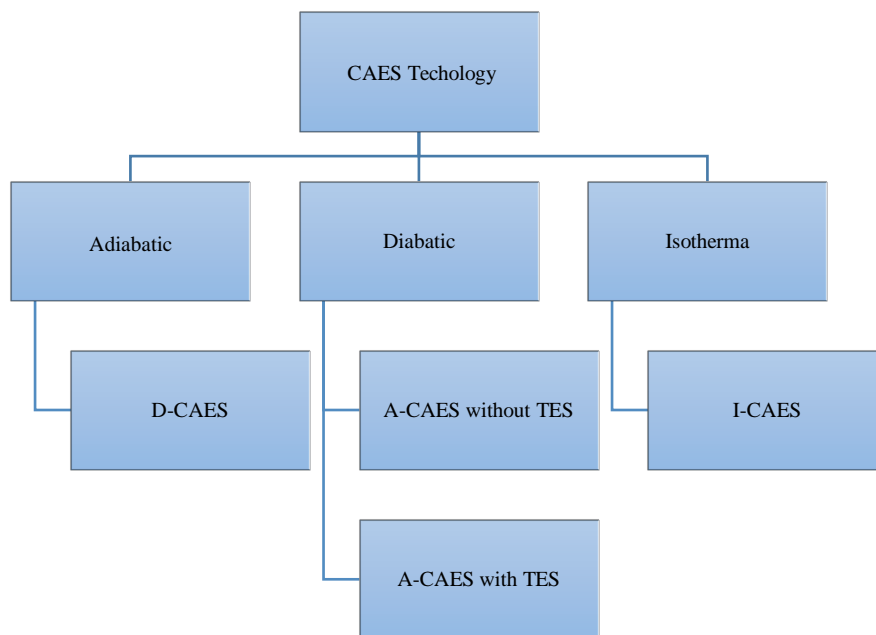 CAES Techology
Adiabatic
Diabatic
Isotherma
D-CAES
A-CAES without TES
I-CAES
A-CAES with TES